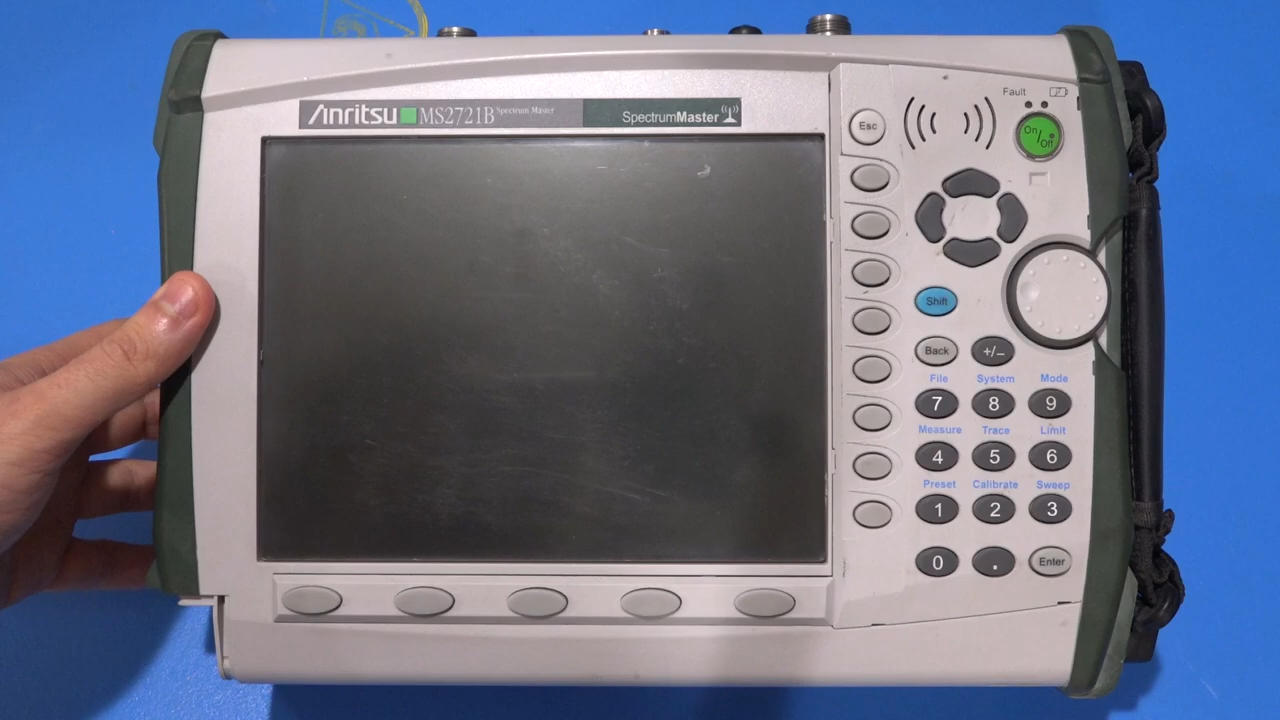 Anritsu MS2721B Spectrum Master
SpectrumMaster
Fault
Esc
On/Off
Shift
Back +/−
File System Mode
7 8 9
Measure Trace Limit
4 5 6
Preset Calibrate Sweep
1 2 3
0 . Enter